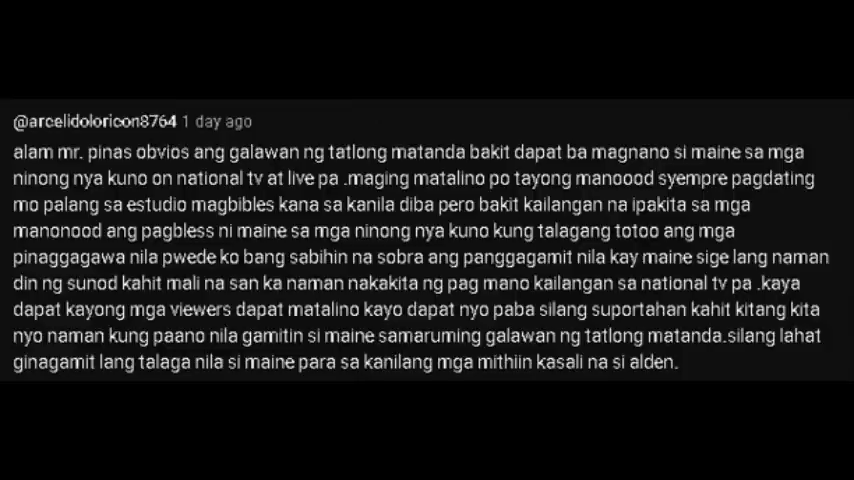 @arcelidoloricon8764 1 day ago
alam mr. pinas obvios ang galawan ng tatlong matanda bakit dapat ba magnano si maine sa mga
ninong nya kuno on national tv at live pa .maging matalino po tayong manoood syempre pagdating
mo palang sa estudio magbibles kana sa kanila diba pero bakit kailangan na ipakita sa mga
manonood ang pagbless ni maine sa mga ninong nya kuno kung talagang totoo ang mga
pinaggagawa nila pwede ko bang sabihin na sobra ang panggagamit nila kay maine sige lang naman
din ng sunod kahit mali na san ka naman nakakita ng pag mano kailangan sa national tv pa .kaya
dapat kayong mga viewers dapat matalino kayo dapat nyo paba silang suportahan kahit kitang kita
nyo naman kung paano nila gamitin si maine samaruming galawan ng tatlong matanda.silang lahat
ginagamit lang talaga nila si maine para sa kanilang mga mithiin kasali na si alden.